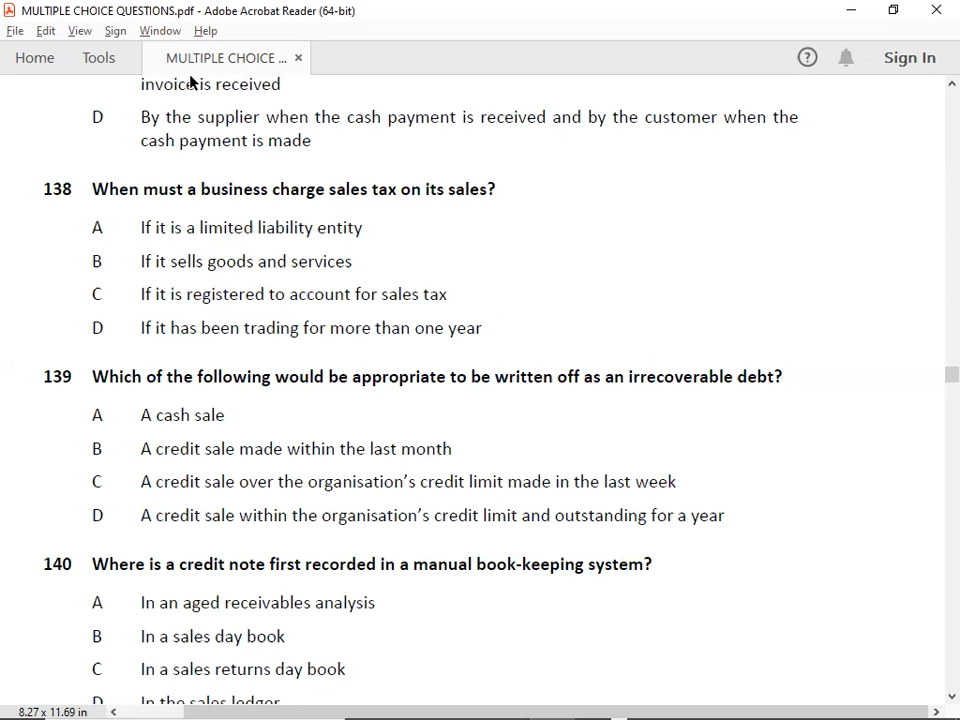 MULTIPLE CHOICE QUESTIONS.pdf - Adobe Acrobat Reader (64-bit)
File Edit View Sign Window Help
Home Tools MULTIPLE CHOICE ... × ? Sign In
invoice is received
D By the supplier when the cash payment is received and by the customer when the
cash payment is made
138 When must a business charge sales tax on its sales?
A If it is a limited liability entity
B If it sells goods and services
C If it is registered to account for sales tax
D If it has been trading for more than one year
139 Which of the following would be appropriate to be written off as an irrecoverable debt?
A A cash sale
B A credit sale made within the last month
C A credit sale over the organisation's credit limit made in the last week
D A credit sale within the organisation's credit limit and outstanding for a year
140 Where is a credit note first recorded in a manual book-keeping system?
A In an aged receivables analysis
B In a sales day book
C In a sales returns day book
D In the sales ledger
8.27 x 11.69 in